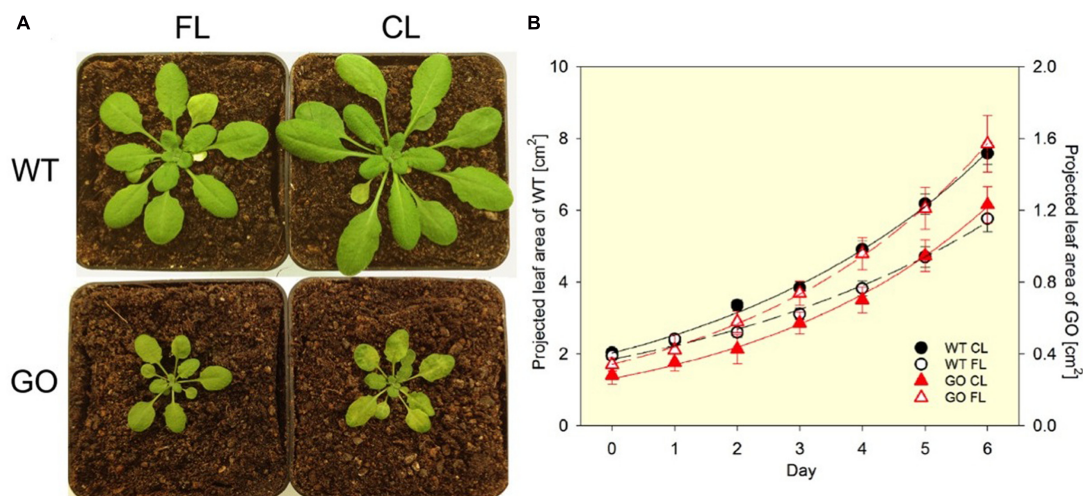 A
FL
CL
WT
GO
B
Projected leaf area of WT [cm²]
10
8
6
4
2
0
2.0
1.6
1.2
0.8
0.4
0.0
Projected leaf area of GO [cm²]
WT CL
WT FL
GO CL
GO FL
0 1 2 3 4 5 6
Day